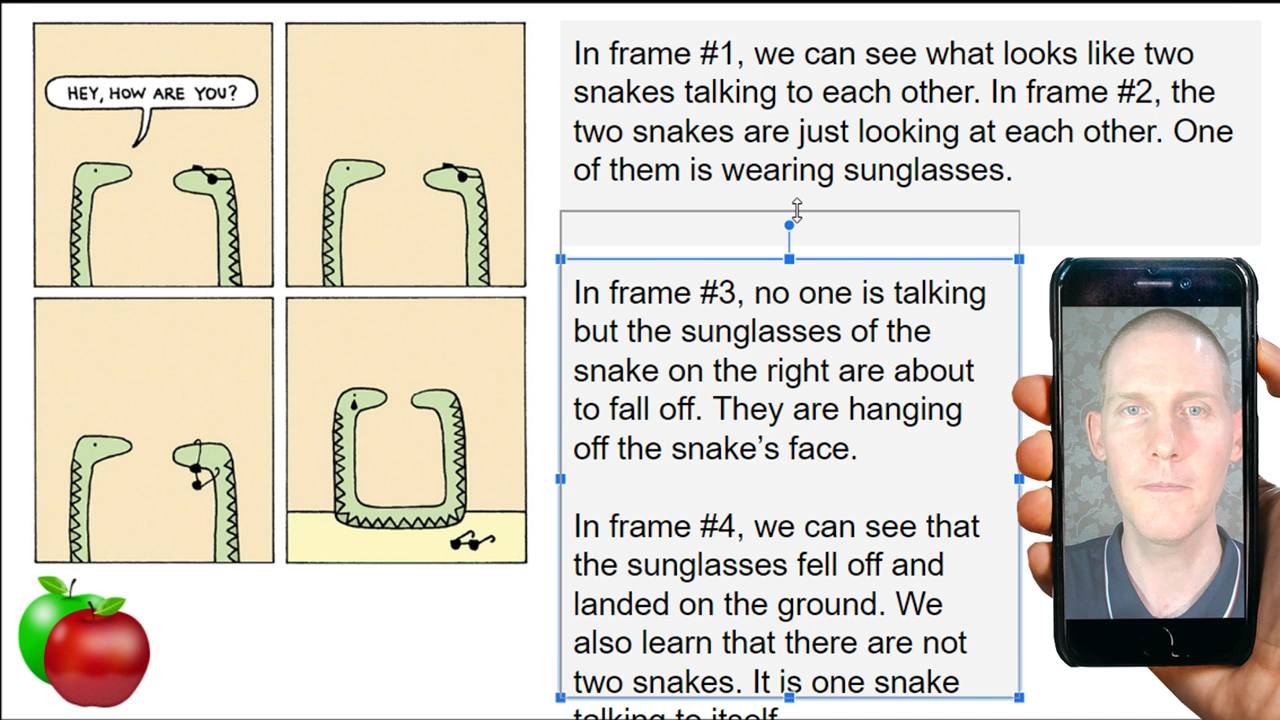 HEY, HOW ARE YOU?
In frame #1, we can see what looks like two
snakes talking to each other. In frame #2, the
two snakes are just looking at each other. One
of them is wearing sunglasses.
In frame #3, no one is talking
but the sunglasses of the
snake on the right are about
to fall off. They are hanging
off the snake’s face.
In frame #4, we can see that
the sunglasses fell off and
landed on the ground. We
also learn that there are not
two snakes. It is one snake
talking to itself